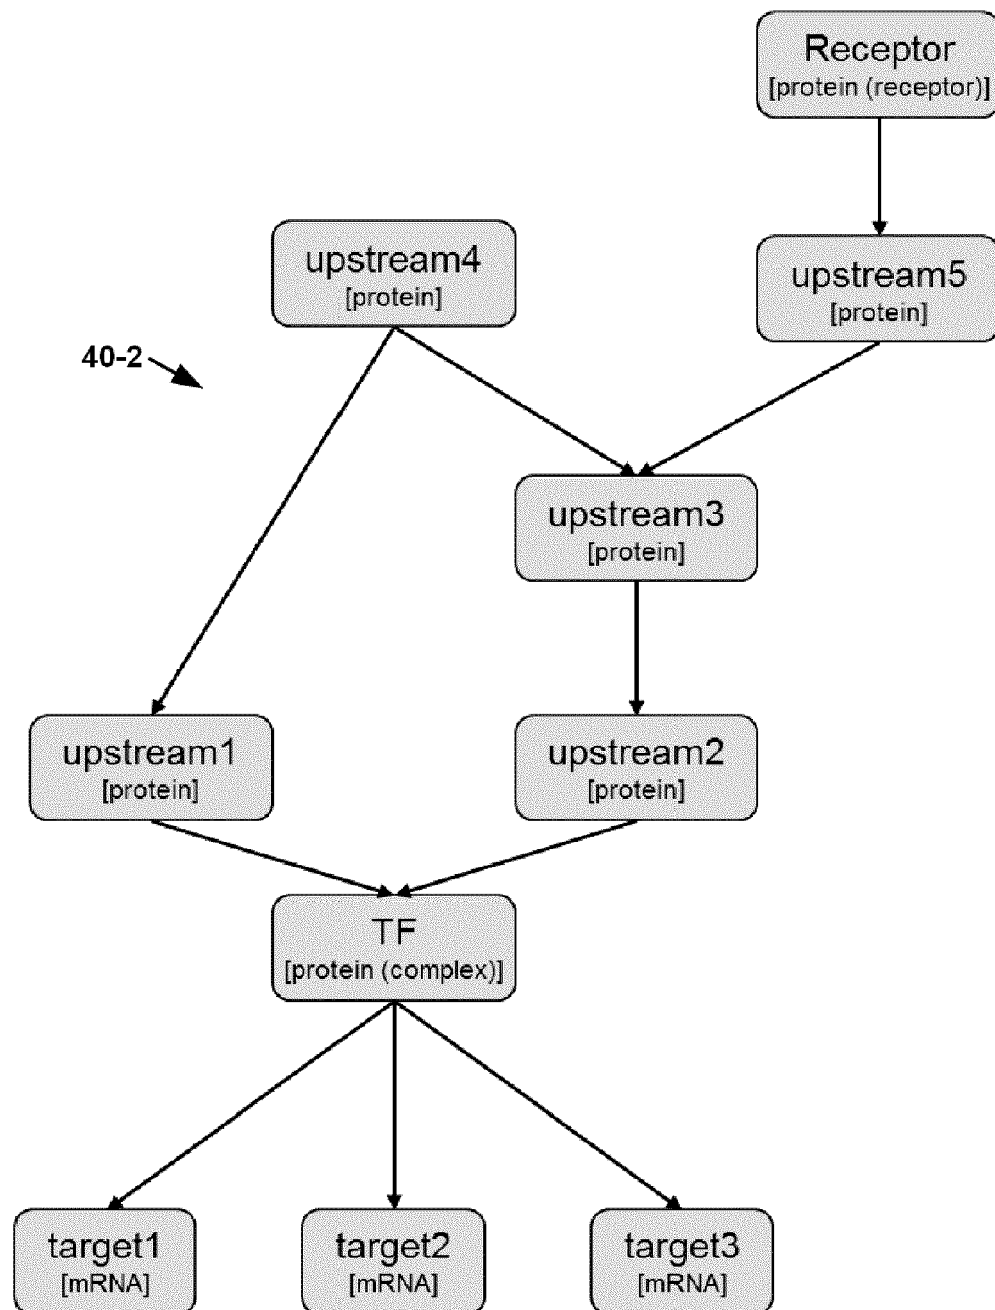 Receptor
[protein (receptor)]
upstream4
[protein]
upstream5
[protein]
40-2
upstream3
[protein]
upstream1
[protein]
upstream2
[protein]
TF
[protein (complex)]
target1
[mRNA]
target2
[mRNA]
target3
[mRNA]